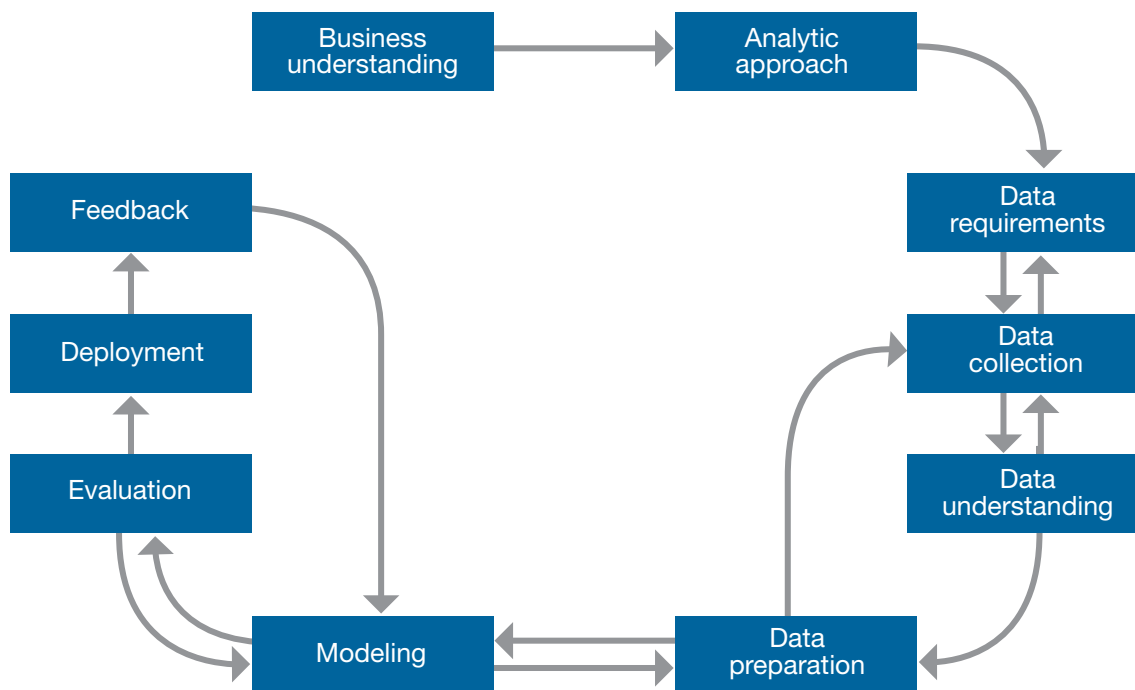 Business
understanding
Analytic
approach
Feedback
Data
requirements
Deployment
Data
collection
Evaluation
Data
understanding
Modeling
Data
preparation